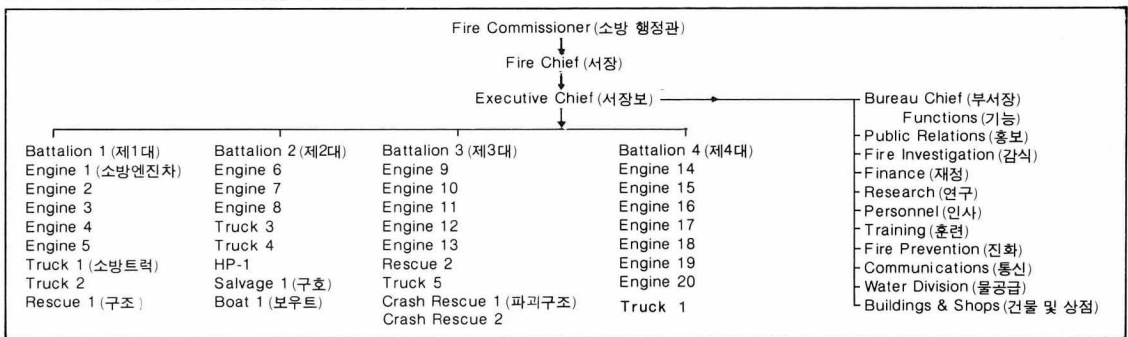 Fire Commissioner (소방 행정관)
Fire Chief (서장)
Executive Chief (서장보)
Battalion 1 (제1대)
Engine 1 (소방엔진차)
Engine 2
Engine 3
Engine 4
Engine 5
Truck 1 (소방트럭)
Truck 2
Rescue 1 (구조)
Battalion 2 (제2대)
Engine 6
Engine 7
Engine 8
Truck 3
Truck 4
HP-1
Salvage 1 (구호)
Boat 1 (보우트)
Battalion 3 (제3대)
Engine 9
Engine 10
Engine 11
Engine 12
Engine 13
Rescue 2
Truck 5
Crash Rescue 1 (파괴구조)
Crash Rescue 2
Battalion 4 (제4대)
Engine 14
Engine 15
Engine 16
Engine 17
Engine 18
Engine 19
Engine 20
Truck 1
Bureau Chief (부서장)
Functions (기능)
Public Relations (홍보)
Fire Investigation (감식)
Finance (재정)
Research (연구)
Personnel (인사)
Training (훈련)
Fire Prevention (진화)
Communications (통신)
Water Division (물공급)
Buildings & Shops (건물 및 상점)